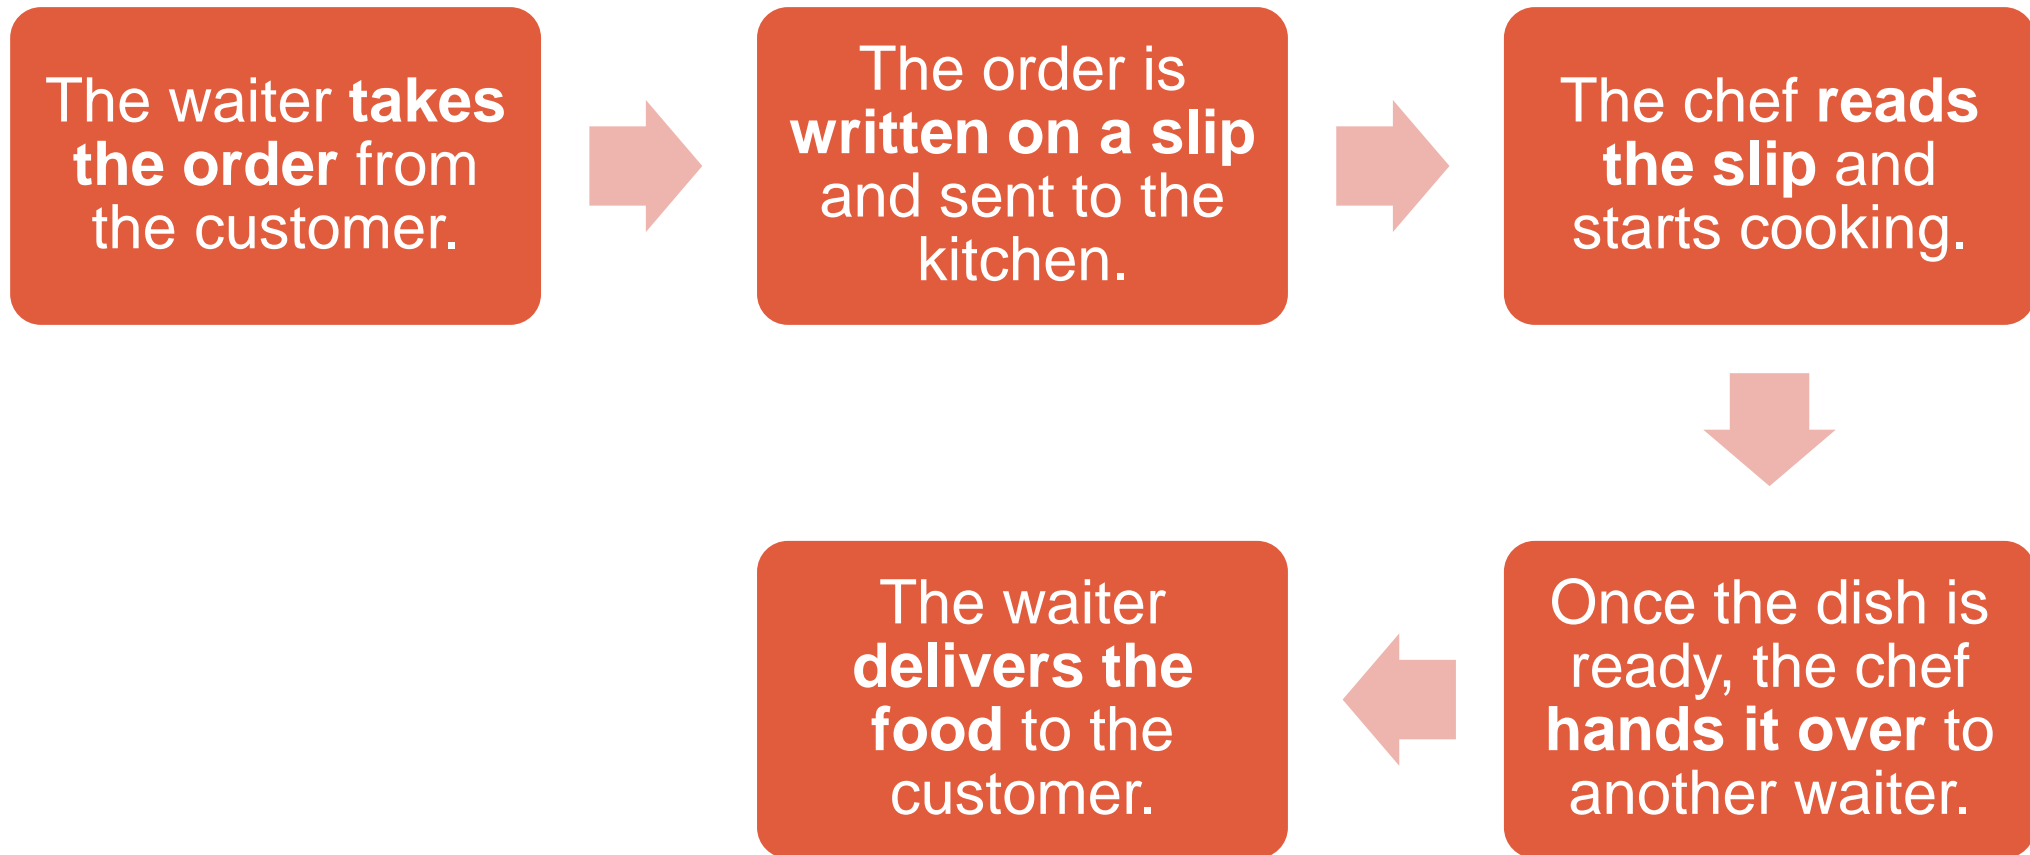 The waiter takes
the order from
the customer.
The order is
written on a slip
and sent to the
kitchen.
The chef reads
the slip and
starts cooking.
Once the dish is
ready, the chef
hands it over to
another waiter.
The waiter
delivers the
food to the
customer.